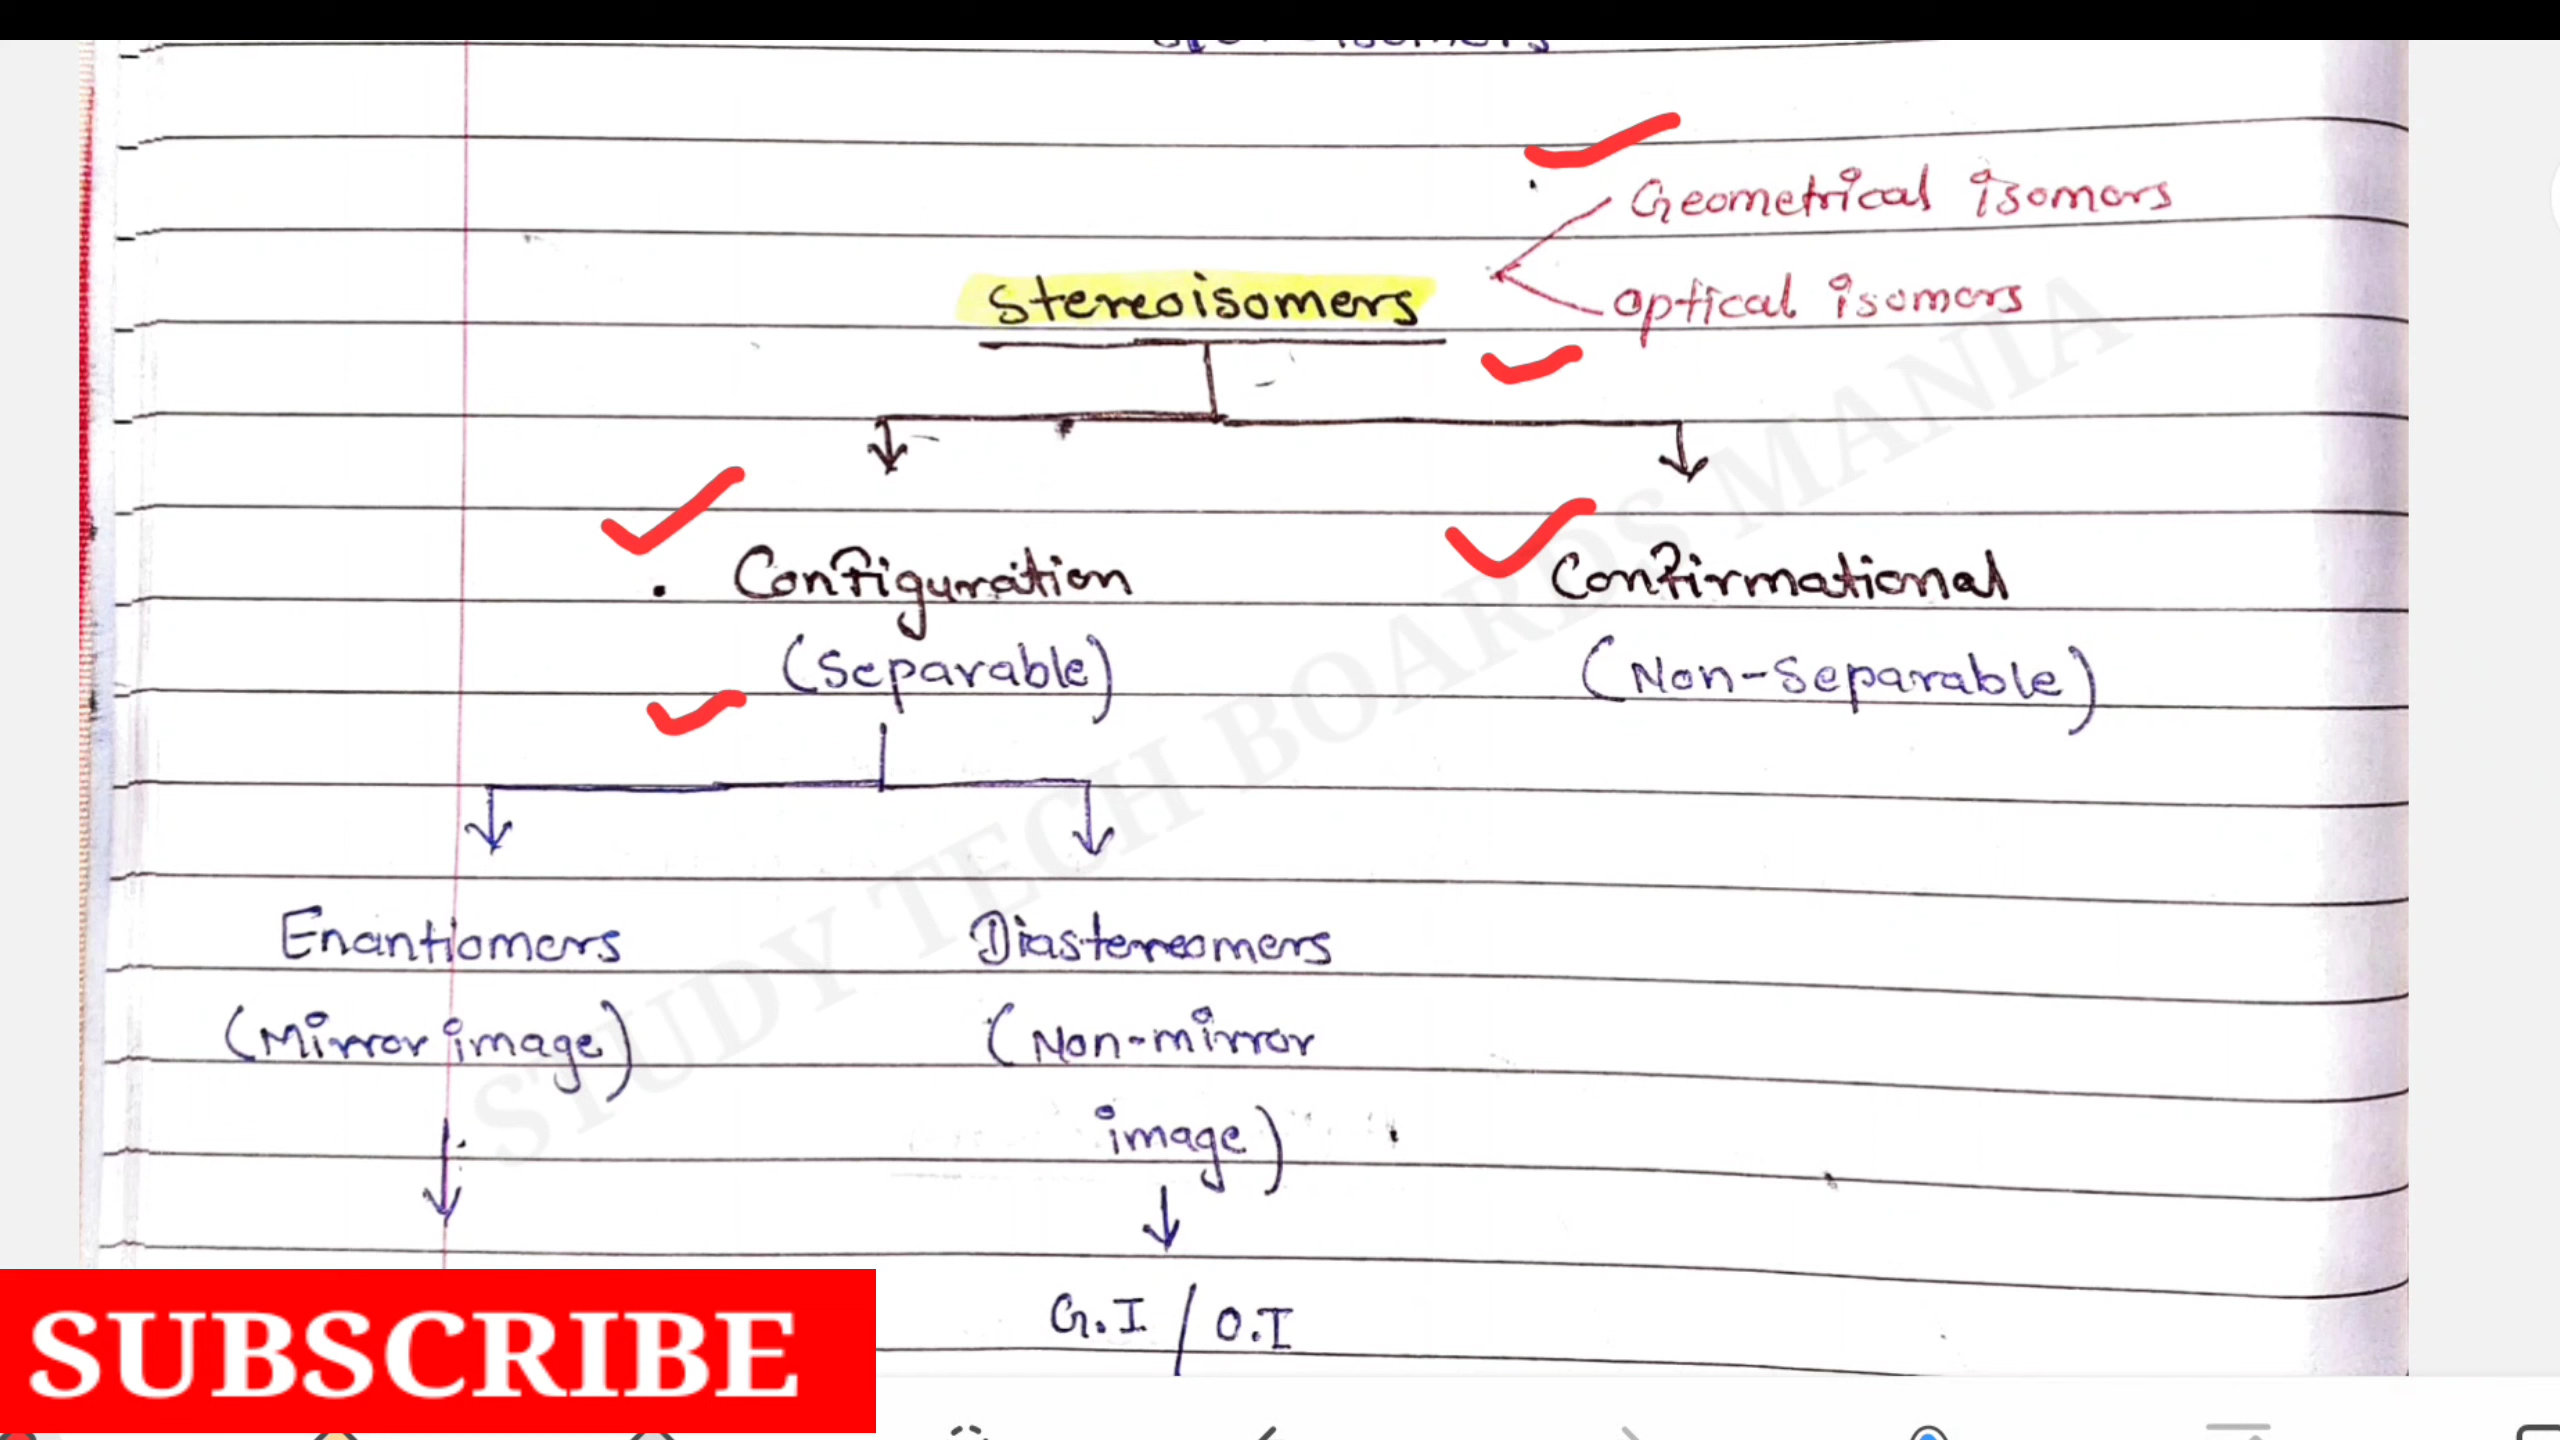 Geometrical isomers
Stereoisomers
optical isomers
Configuration
Confirmational
(Separable)
(Non-Separable)
Enantiomers
Diastereomers
(Mirror image)
(Non-mirror
image)
G.I / O.I
STUDY TECH BOARDS MANIA
SUBSCRIBE